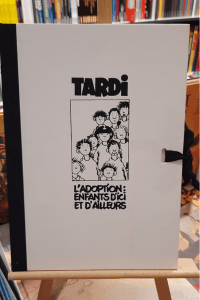 TARDi
L'ADOPTION:
ENFANTS D'ICI
ET D'AILLEURS